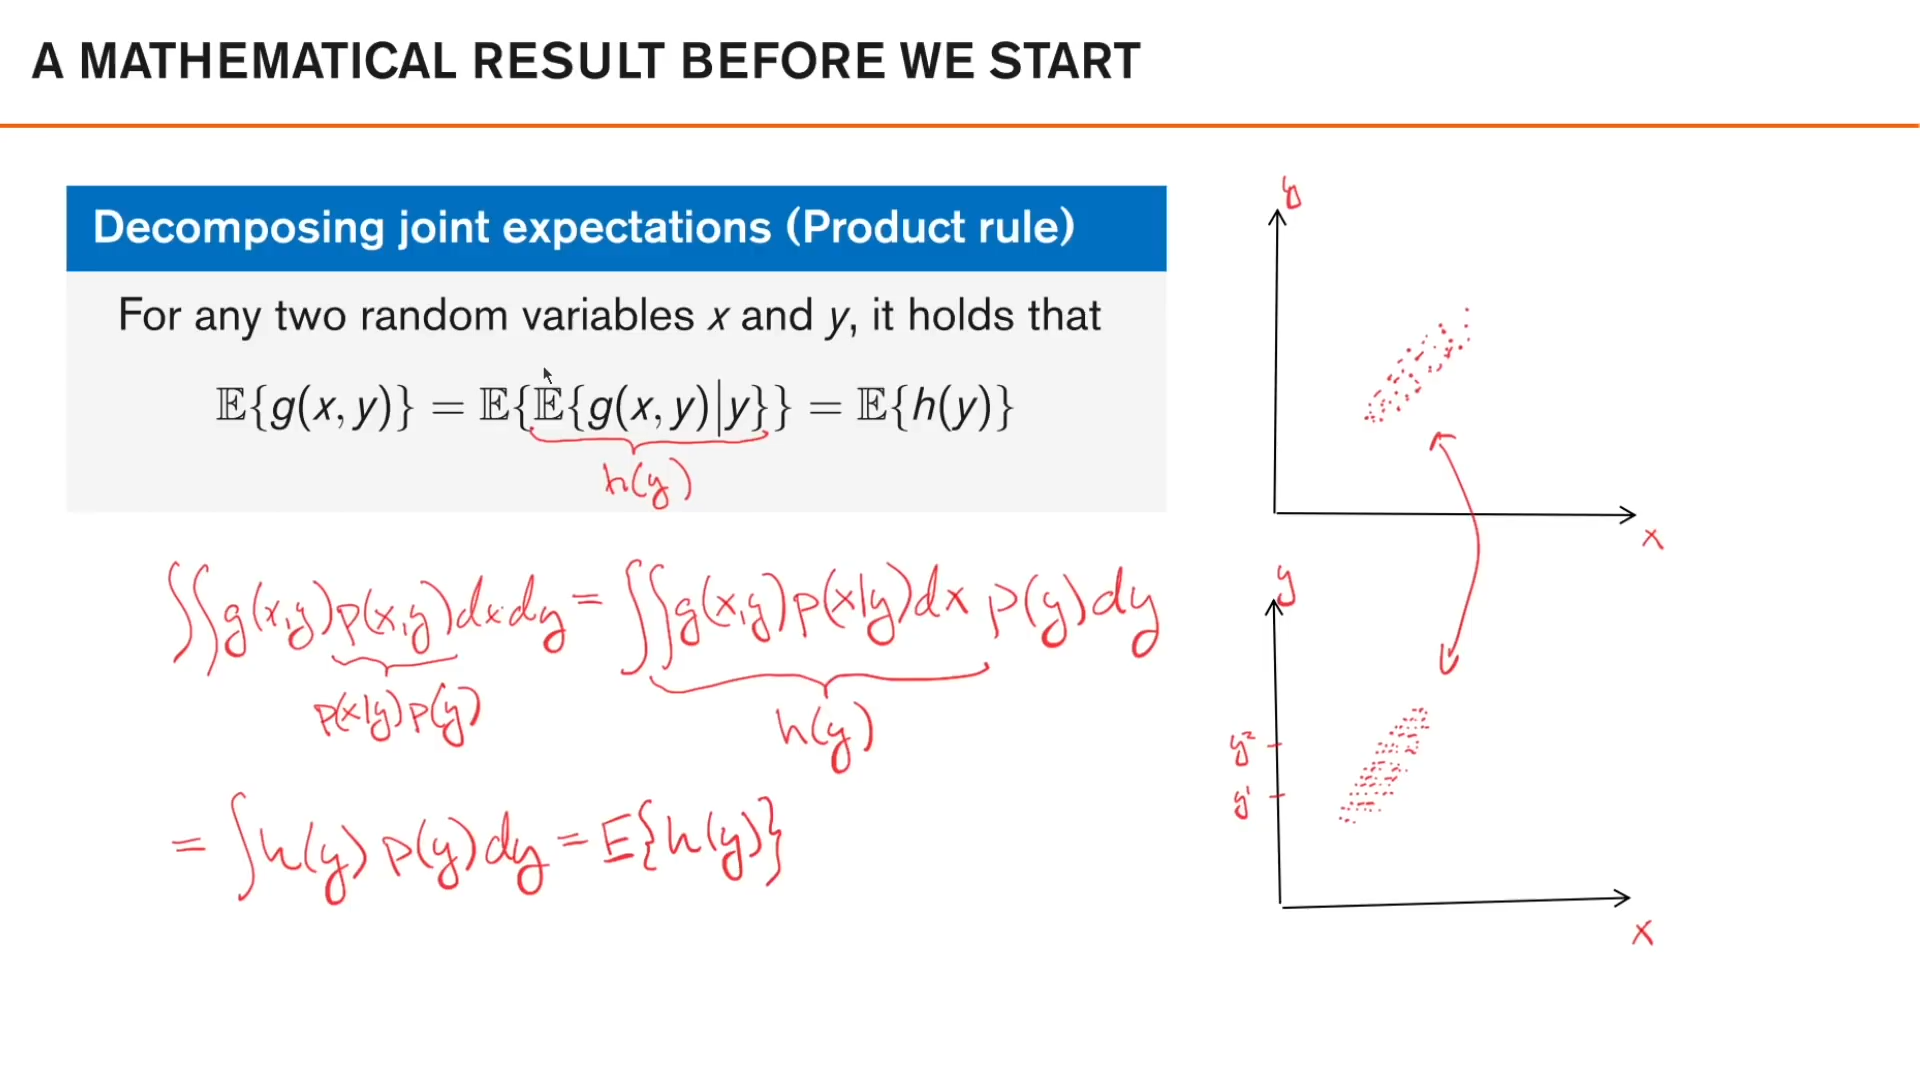 A MATHEMATICAL RESULT BEFORE WE START
Decomposing joint expectations (Product rule)
For any two random variables x and y, it holds that
𝔼{g(x, y)} = 𝔼{𝔼{g(x, y)|y}} = 𝔼{h(y)}
h(y)
∫∫g(x,y)p(x,y)dxdy = ∫∫g(x,y)p(x|y)dx p(y)dy
p(x|y)p(y)
h(y)
= ∫h(y) p(y)dy = E{h(y)}
y
x
y
y²
y¹
x